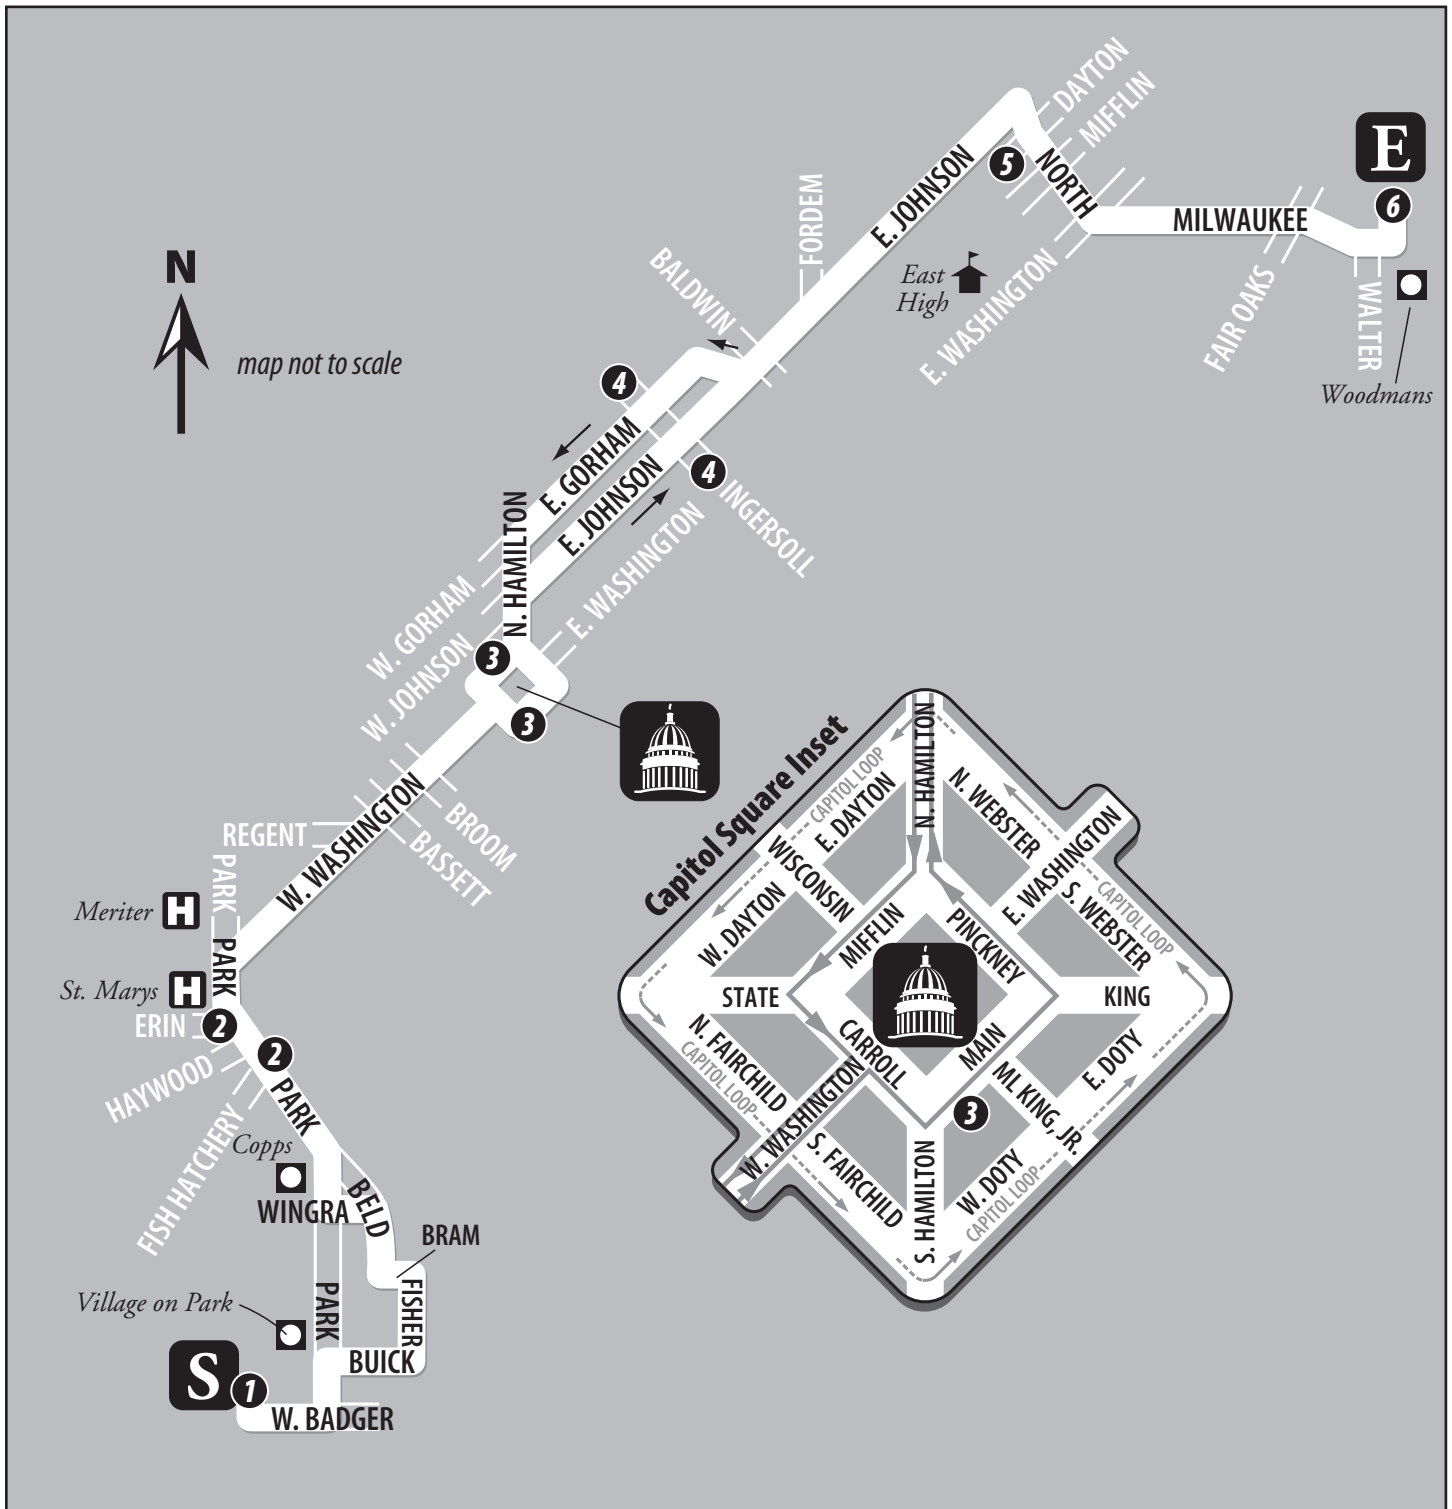 DAYTON
MIFFLIN
E
5
NORTH
6
E. JOHNSON
MILWAUKEE
FORDEM
BALDWIN
East
High
E. WASHINGTON
FAIR OAKS
WALTER
Woodmans
N
map not to scale
4
E. GORHAM
E. JOHNSON
4
INGERSOLL
N. HAMILTON
E. WASHINGTON
W. GORHAM
W. JOHNSON
3
3
BROOM
BASSETT
W. WASHINGTON
REGENT
PARK
Meriter H
PARK
St. Marys H
ERIN
2
2
HAYWOOD
PARK
FISH HATCHERY
Copps
WINGRA
BELD
BRAM
Village on Park
PARK
FISHER
BUICK
S
1
W. BADGER
Capitol Square Inset
N. HAMILTON
CAPITOL LOOP
E. DAYTON
N. WEBSTER
WISCONSIN
E. WASHINGTON
S. WEBSTER
CAPITOL LOOP
W. DAYTON
MIFFLIN
PINCKNEY
STATE
KING
N. FAIRCHILD
CAPITOL LOOP
CARROLL
MAIN
E. DOTY
W. WASHINGTON
3
ML KING, JR.
S. FAIRCHILD
S. HAMILTON
W. DOTY
CAPITOL LOOP